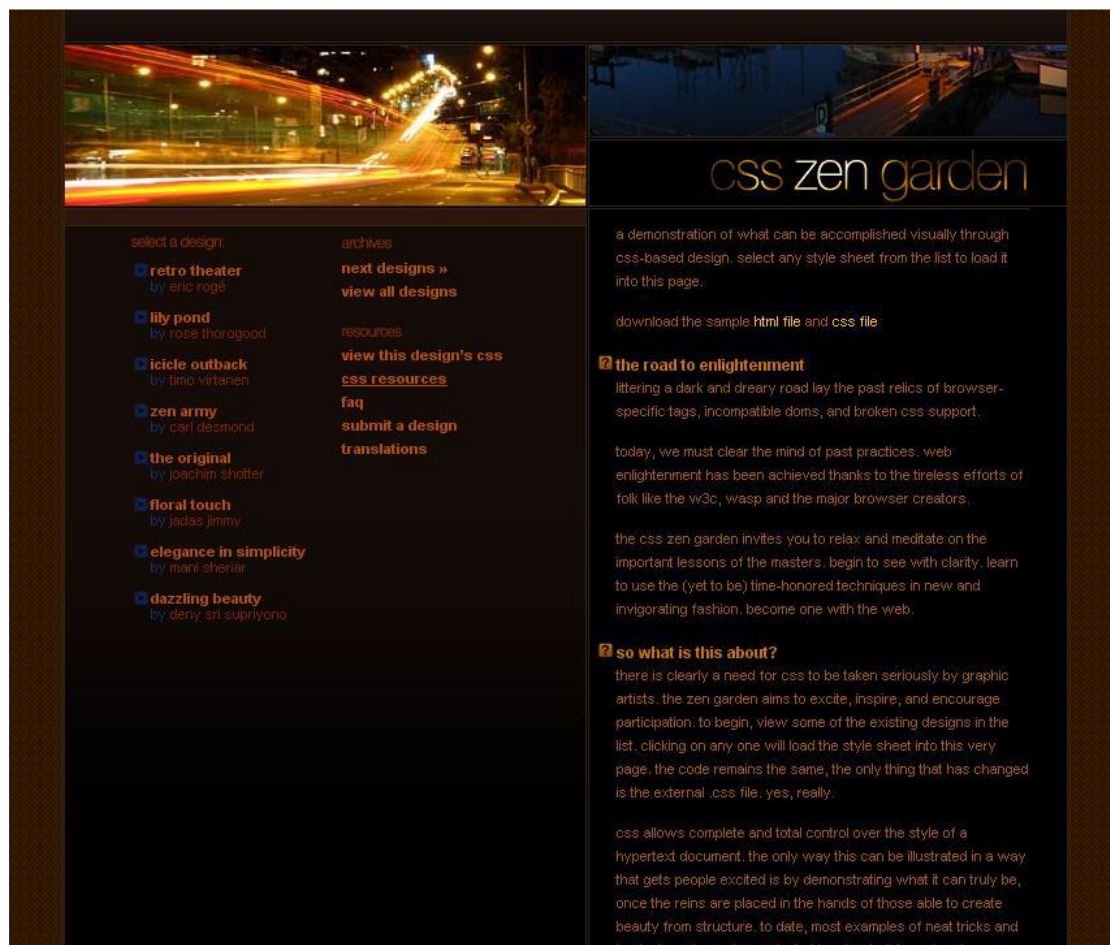 css zen garden
select a design:
retro theater
by eric rogé
lily pond
by rose thorogood
icicle outback
by timo virtanen
zen army
by carl desmond
the original
by joachim shotter
floral touch
by jadas jimmy
elegance in simplicity
by mani sheriar
dazzling beauty
by deny sri supriyono
archives
next designs »
view all designs
resources
view this design's css
css resources
faq
submit a design
translations
a demonstration of what can be accomplished visually through
css-based design. select any style sheet from the list to load it
into this page.
download the sample html file and css file
? the road to enlightenment
littering a dark and dreary road lay the past relics of browser-
specific tags, incompatible doms, and broken css support.
today, we must clear the mind of past practices. web
enlightenment has been achieved thanks to the tireless efforts of
folk like the w3c, wasp and the major browser creators.
the css zen garden invites you to relax and meditate on the
important lessons of the masters. begin to see with clarity. learn
to use the (yet to be) time-honored techniques in new and
invigorating fashion. become one with the web.
? so what is this about?
there is clearly a need for css to be taken seriously by graphic
artists. the zen garden aims to excite, inspire, and encourage
participation. to begin, view some of the existing designs in the
list. clicking on any one will load the style sheet into this very
page. the code remains the same, the only thing that has changed
is the external .css file. yes, really.
css allows complete and total control over the style of a
hypertext document. the only way this can be illustrated in a way
that gets people excited is by demonstrating what it can truly be,
once the reins are placed in the hands of those able to create
beauty from structure. to date, most examples of neat tricks and